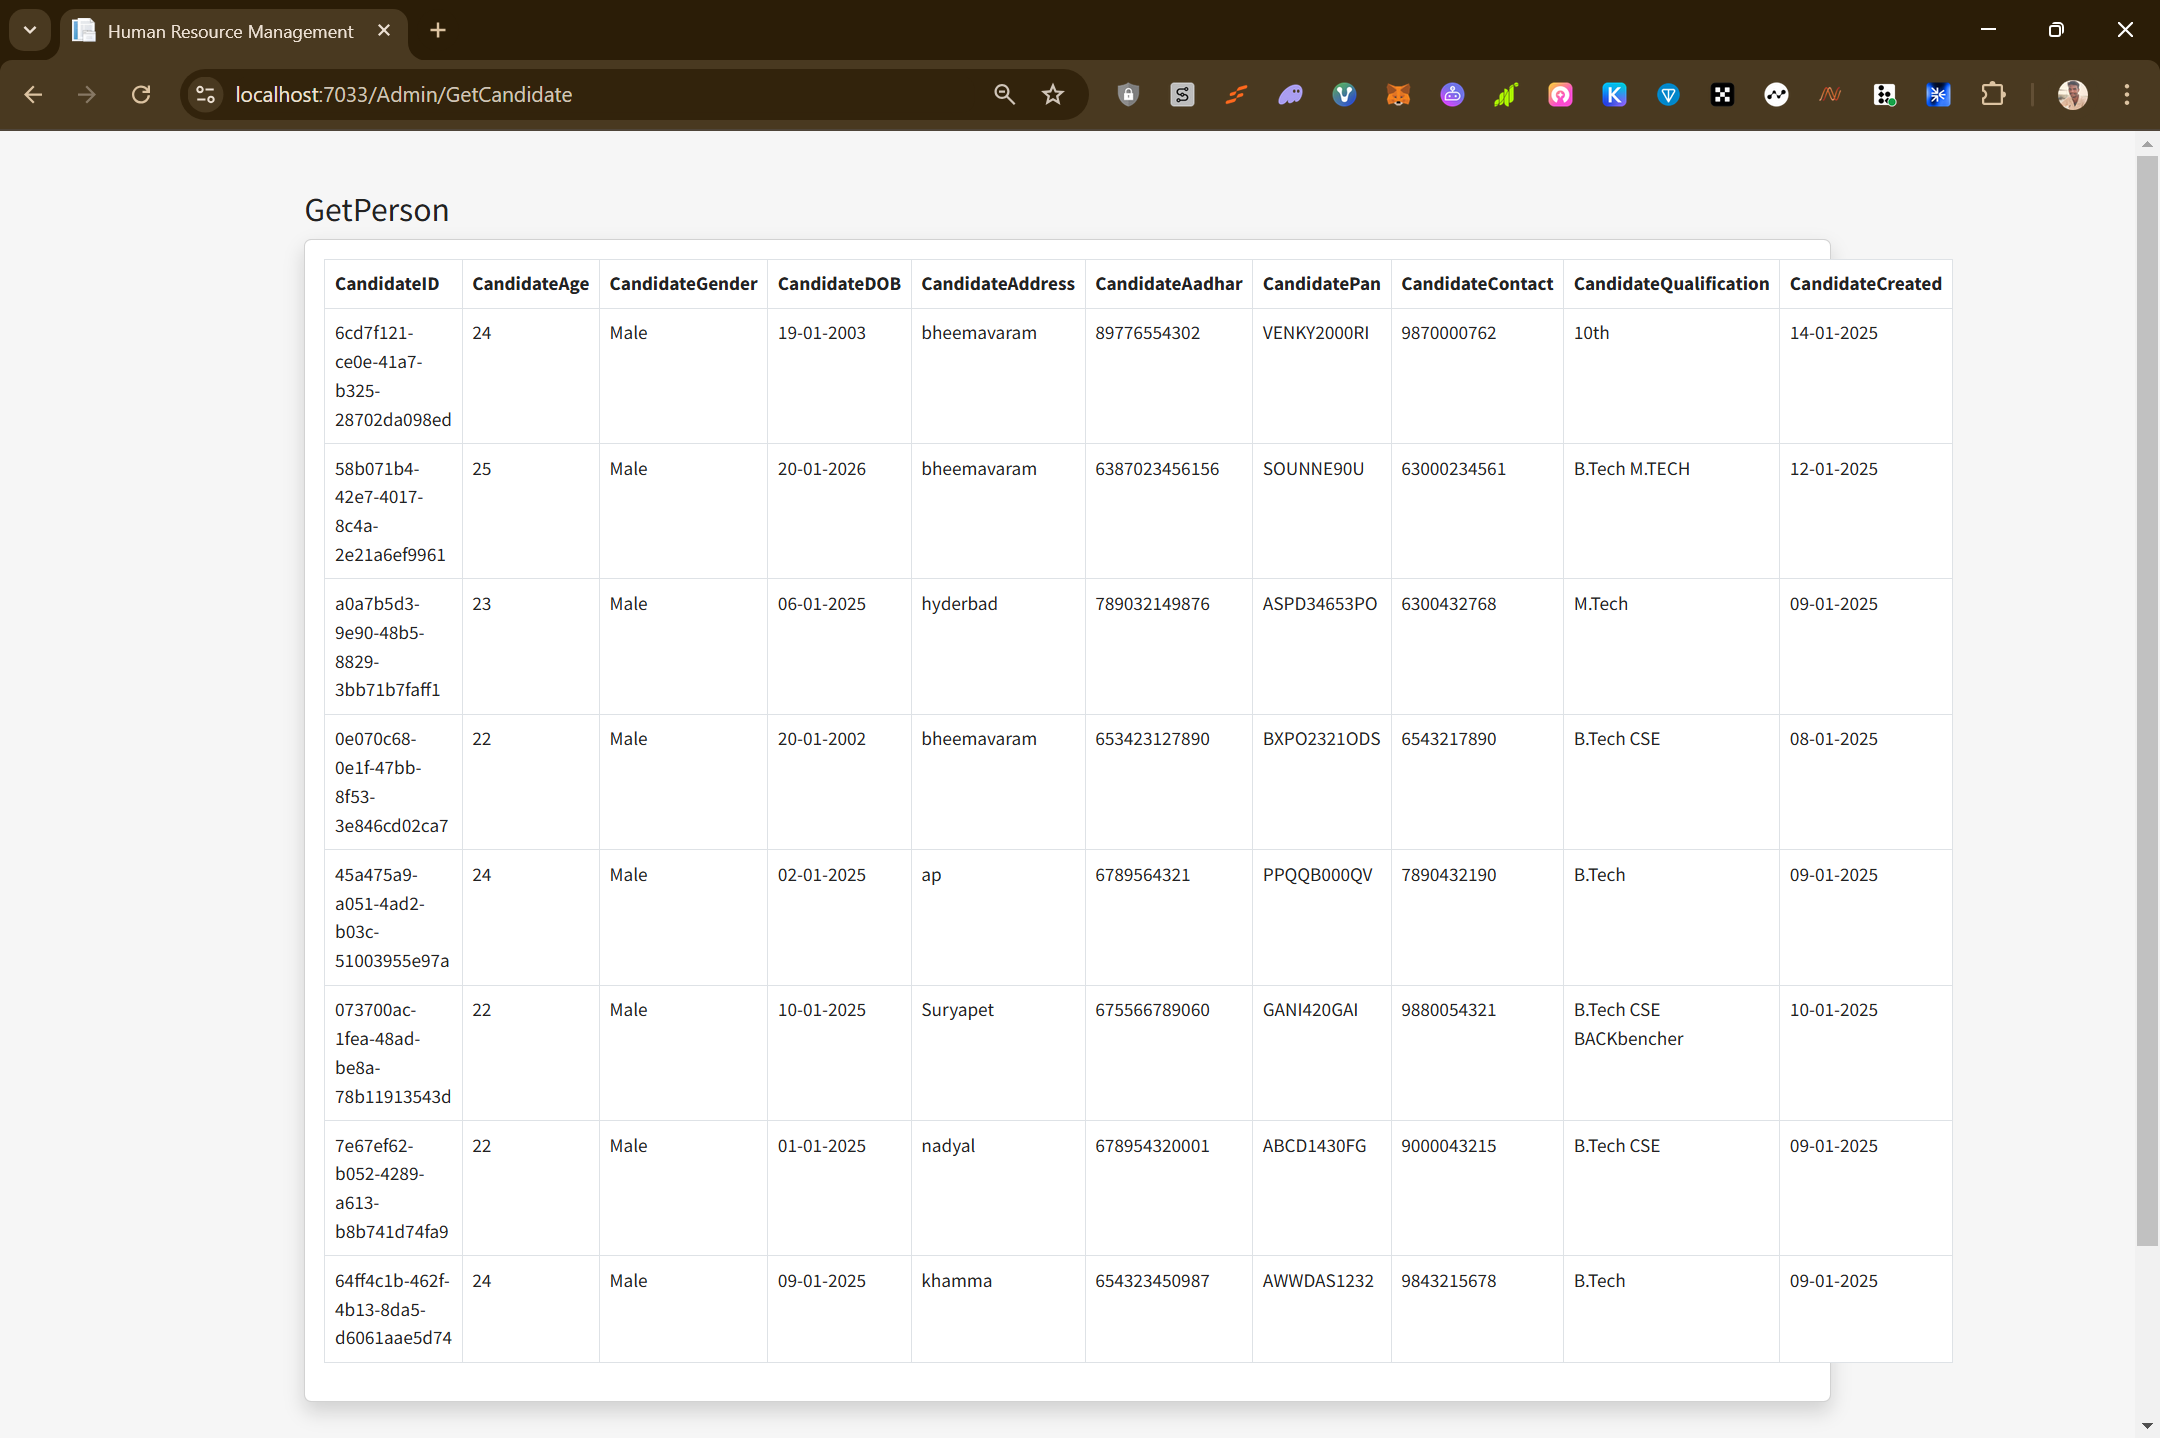 Human Resource Management
localhost:7033/Admin/GetCandidate
GetPerson
CandidateID CandidateAge CandidateGender CandidateDOB CandidateAddress CandidateAadhar CandidatePan CandidateContact CandidateQualification CandidateCreated
6cd7f121- 24 Male 19-01-2003 bheemavaram 89776554302 VENKY2000RI 9870000762 10th 14-01-2025
ce0e-41a7-
b325-
28702da098ed
58b071b4- 25 Male 20-01-2026 bheemavaram 6387023456156 SOUNNE90U 63000234561 B.Tech M.TECH 12-01-2025
42e7-4017-
8c4a-
2e21a6ef9961
a0a7b5d3- 23 Male 06-01-2025 hyderbad 789032149876 ASPD34653PO 6300432768 M.Tech 09-01-2025
9e90-48b5-
8829-
3bb71b7faff1
0e070c68- 22 Male 20-01-2002 bheemavaram 653423127890 BXPO2321ODS 6543217890 B.Tech CSE 08-01-2025
0e1f-47bb-
8f53-
3e846cd02ca7
45a475a9- 24 Male 02-01-2025 ap 6789564321 PPQQB000QV 7890432190 B.Tech 09-01-2025
a051-4ad2-
b03c-
51003955e97a
073700ac- 22 Male 10-01-2025 Suryapet 675566789060 GANI420GAI 9880054321 B.Tech CSE 10-01-2025
1fea-48ad- BACKbencher
be8a-
78b11913543d
7e67ef62- 22 Male 01-01-2025 nadyal 678954320001 ABCD1430FG 9000043215 B.Tech CSE 09-01-2025
b052-4289-
a613-
b8b741d74fa9
64ff4c1b-462f- 24 Male 09-01-2025 khamma 654323450987 AWWDAS1232 9843215678 B.Tech 09-01-2025
4b13-8da5-
d6061aae5d74